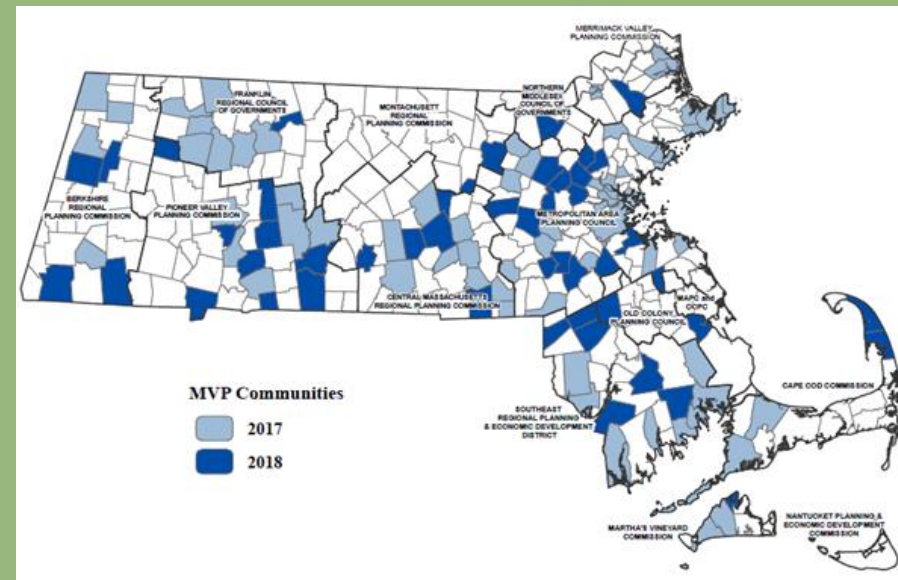 MERRIMACK VALLEY
PLANNING COMMISSION
FRANKLIN
REGIONAL COUNCIL
OF GOVERNMENTS
NORTHERN
MIDDLESEX
COUNCIL OF
GOVERNMENTS
MONTACHUSETT
REGIONAL
PLANNING COMMISSION
BERKSHIRE
REGIONAL
PLANNING COMMISSION
PIONEER VALLEY
PLANNING COMMISSION
METROPOLITAN AREA
PLANNING COUNCIL
CENTRAL MASSACHUSETTS
REGIONAL PLANNING COMMISSION
MAPC and
OCPC
OLD COLONY
PLANNING COUNCIL
CAPE COD COMMISSION
MVP Communities
2017
2018
SOUTHEAST
REGIONAL PLANNING
& ECONOMIC DEVELOPMENT
DISTRICT
MARTHA'S VINEYARD
COMMISSION
NANTUCKET PLANNING &
ECONOMIC DEVELOPMENT
COMMISSION